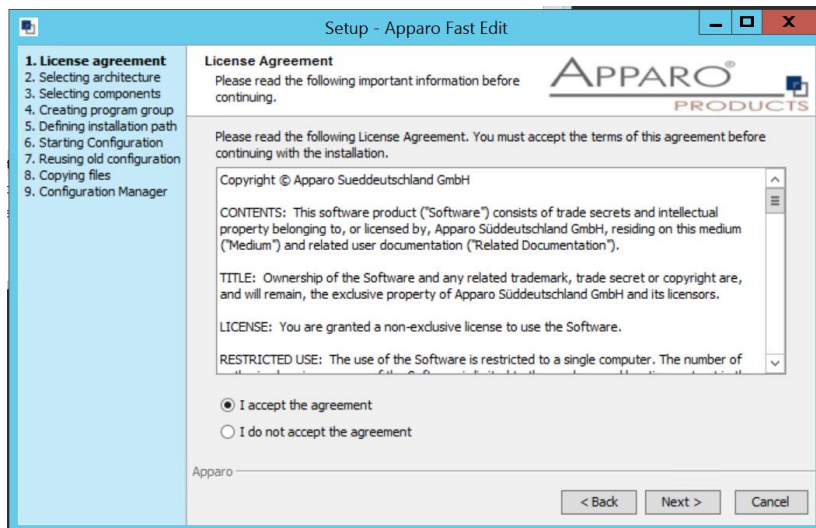 Setup - Apparo Fast Edit
1. License agreement
2. Selecting architecture
3. Selecting components
4. Creating program group
5. Defining installation path
6. Starting Configuration
7. Reusing old configuration
8. Copying files
9. Configuration Manager
License Agreement
Please read the following important information before
continuing.
APPARO®
PRODUCTS
Please read the following License Agreement. You must accept the terms of this agreement before
continuing with the installation.
Copyright © Apparo Sueddeutschland GmbH
CONTENTS: This software product ("Software") consists of trade secrets and intellectual
property belonging to, or licensed by, Apparo Süddeutschland GmbH, residing on this medium
("Medium") and related user documentation ("Related Documentation").
TITLE: Ownership of the Software and any related trademark, trade secret or copyright are,
and will remain, the exclusive property of Apparo Süddeutschland GmbH and its licensors.
LICENSE: You are granted a non-exclusive license to use the Software.
RESTRICTED USE: The use of the Software is restricted to a single computer. The number of
I accept the agreement
I do not accept the agreement
Apparo
< Back
Next >
Cancel